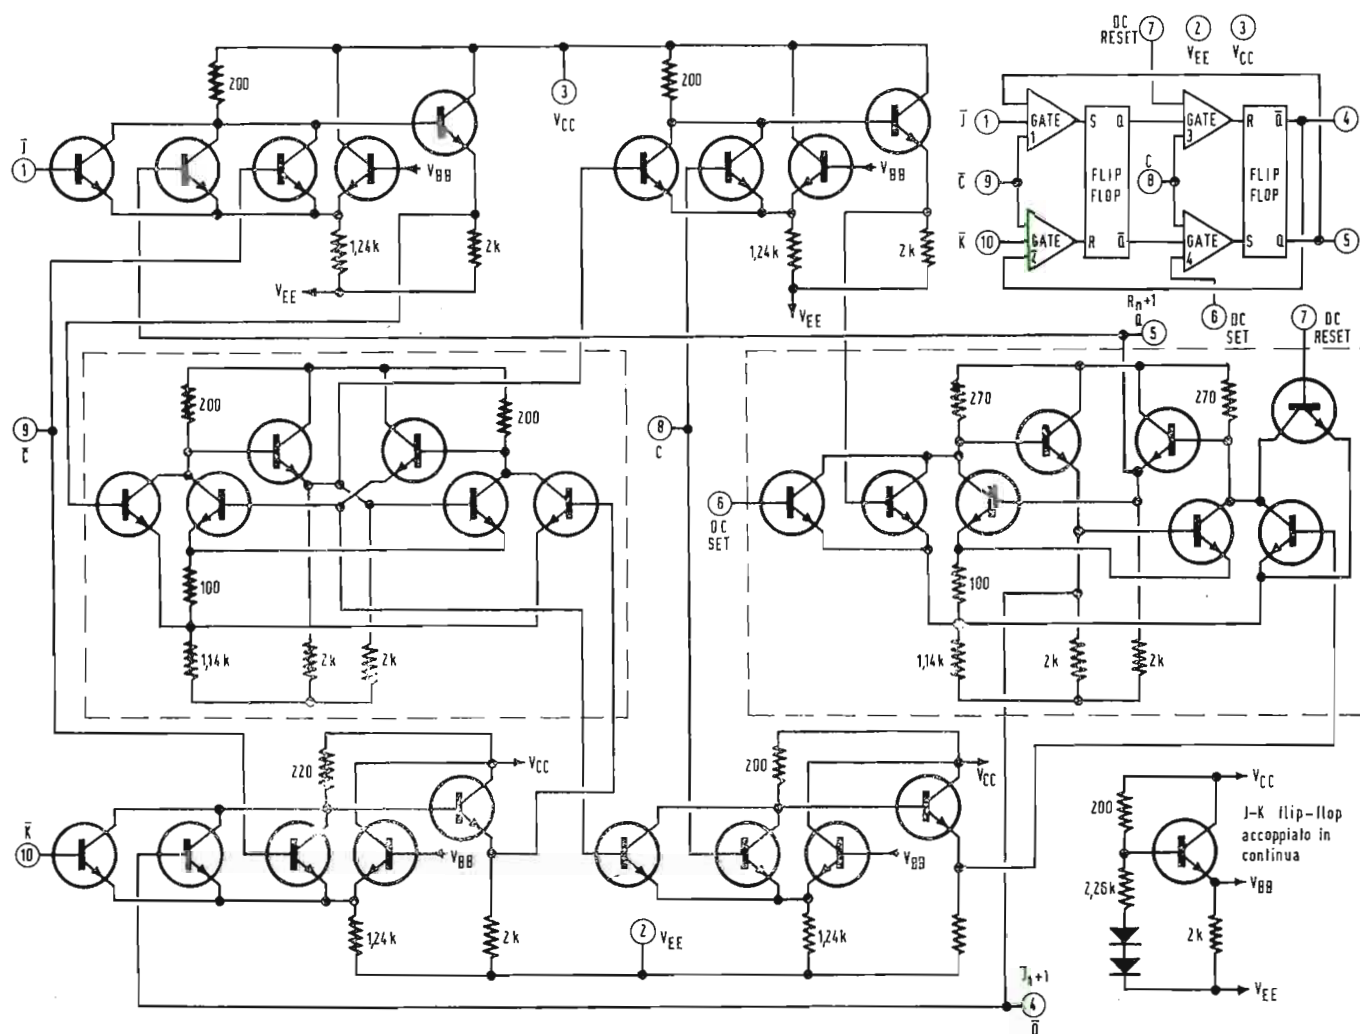 DC
RESET
7
2
VEE
3
VCC
200
3
VCC
200
J̅
1
VBB
VBB
1,24k
2k
VEE
1,24k
2k
VEE
J̅ 1
GATE
1
S Q
GATE
3
R Q̅
4
C̅ 9
FLIP
FLOP
C
8
FLIP
FLOP
K̅ 10
GATE
2
R Q̅
GATE
4
S Q
5
6
DC
SET
Rn+1
Q
5
7
DC
RESET
200
200
270
270
9
C̅
8
C
6
DC
SET
100
100
1,14k
2k
2k
1,14k
2k
2k
220
VCC
200
VCC
K̅
10
VBB
VBB
1,24k
2k
2
VEE
1,24k
200
VCC
J-K flip-flop
accoppiato in
continua
2,26k
VBB
2k
VEE
J̅n+1
4
Q̅